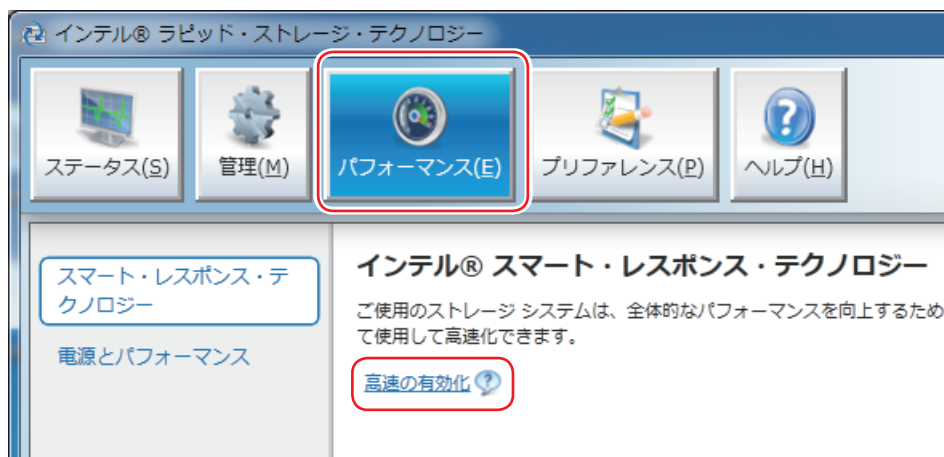 インテル® ラピッド・ストレージ・テクノロジー
ステータス(S) 管理(M) パフォーマンス(E) プリファレンス(P) ヘルプ(H)
スマート・レスポンス・テ
クノロジー
電源とパフォーマンス
インテル® スマート・レスポンス・テクノロジー
ご使用のストレージ システムは、全体的なパフォーマンスを向上するため
て使用して高速化できます。
高速の有効化